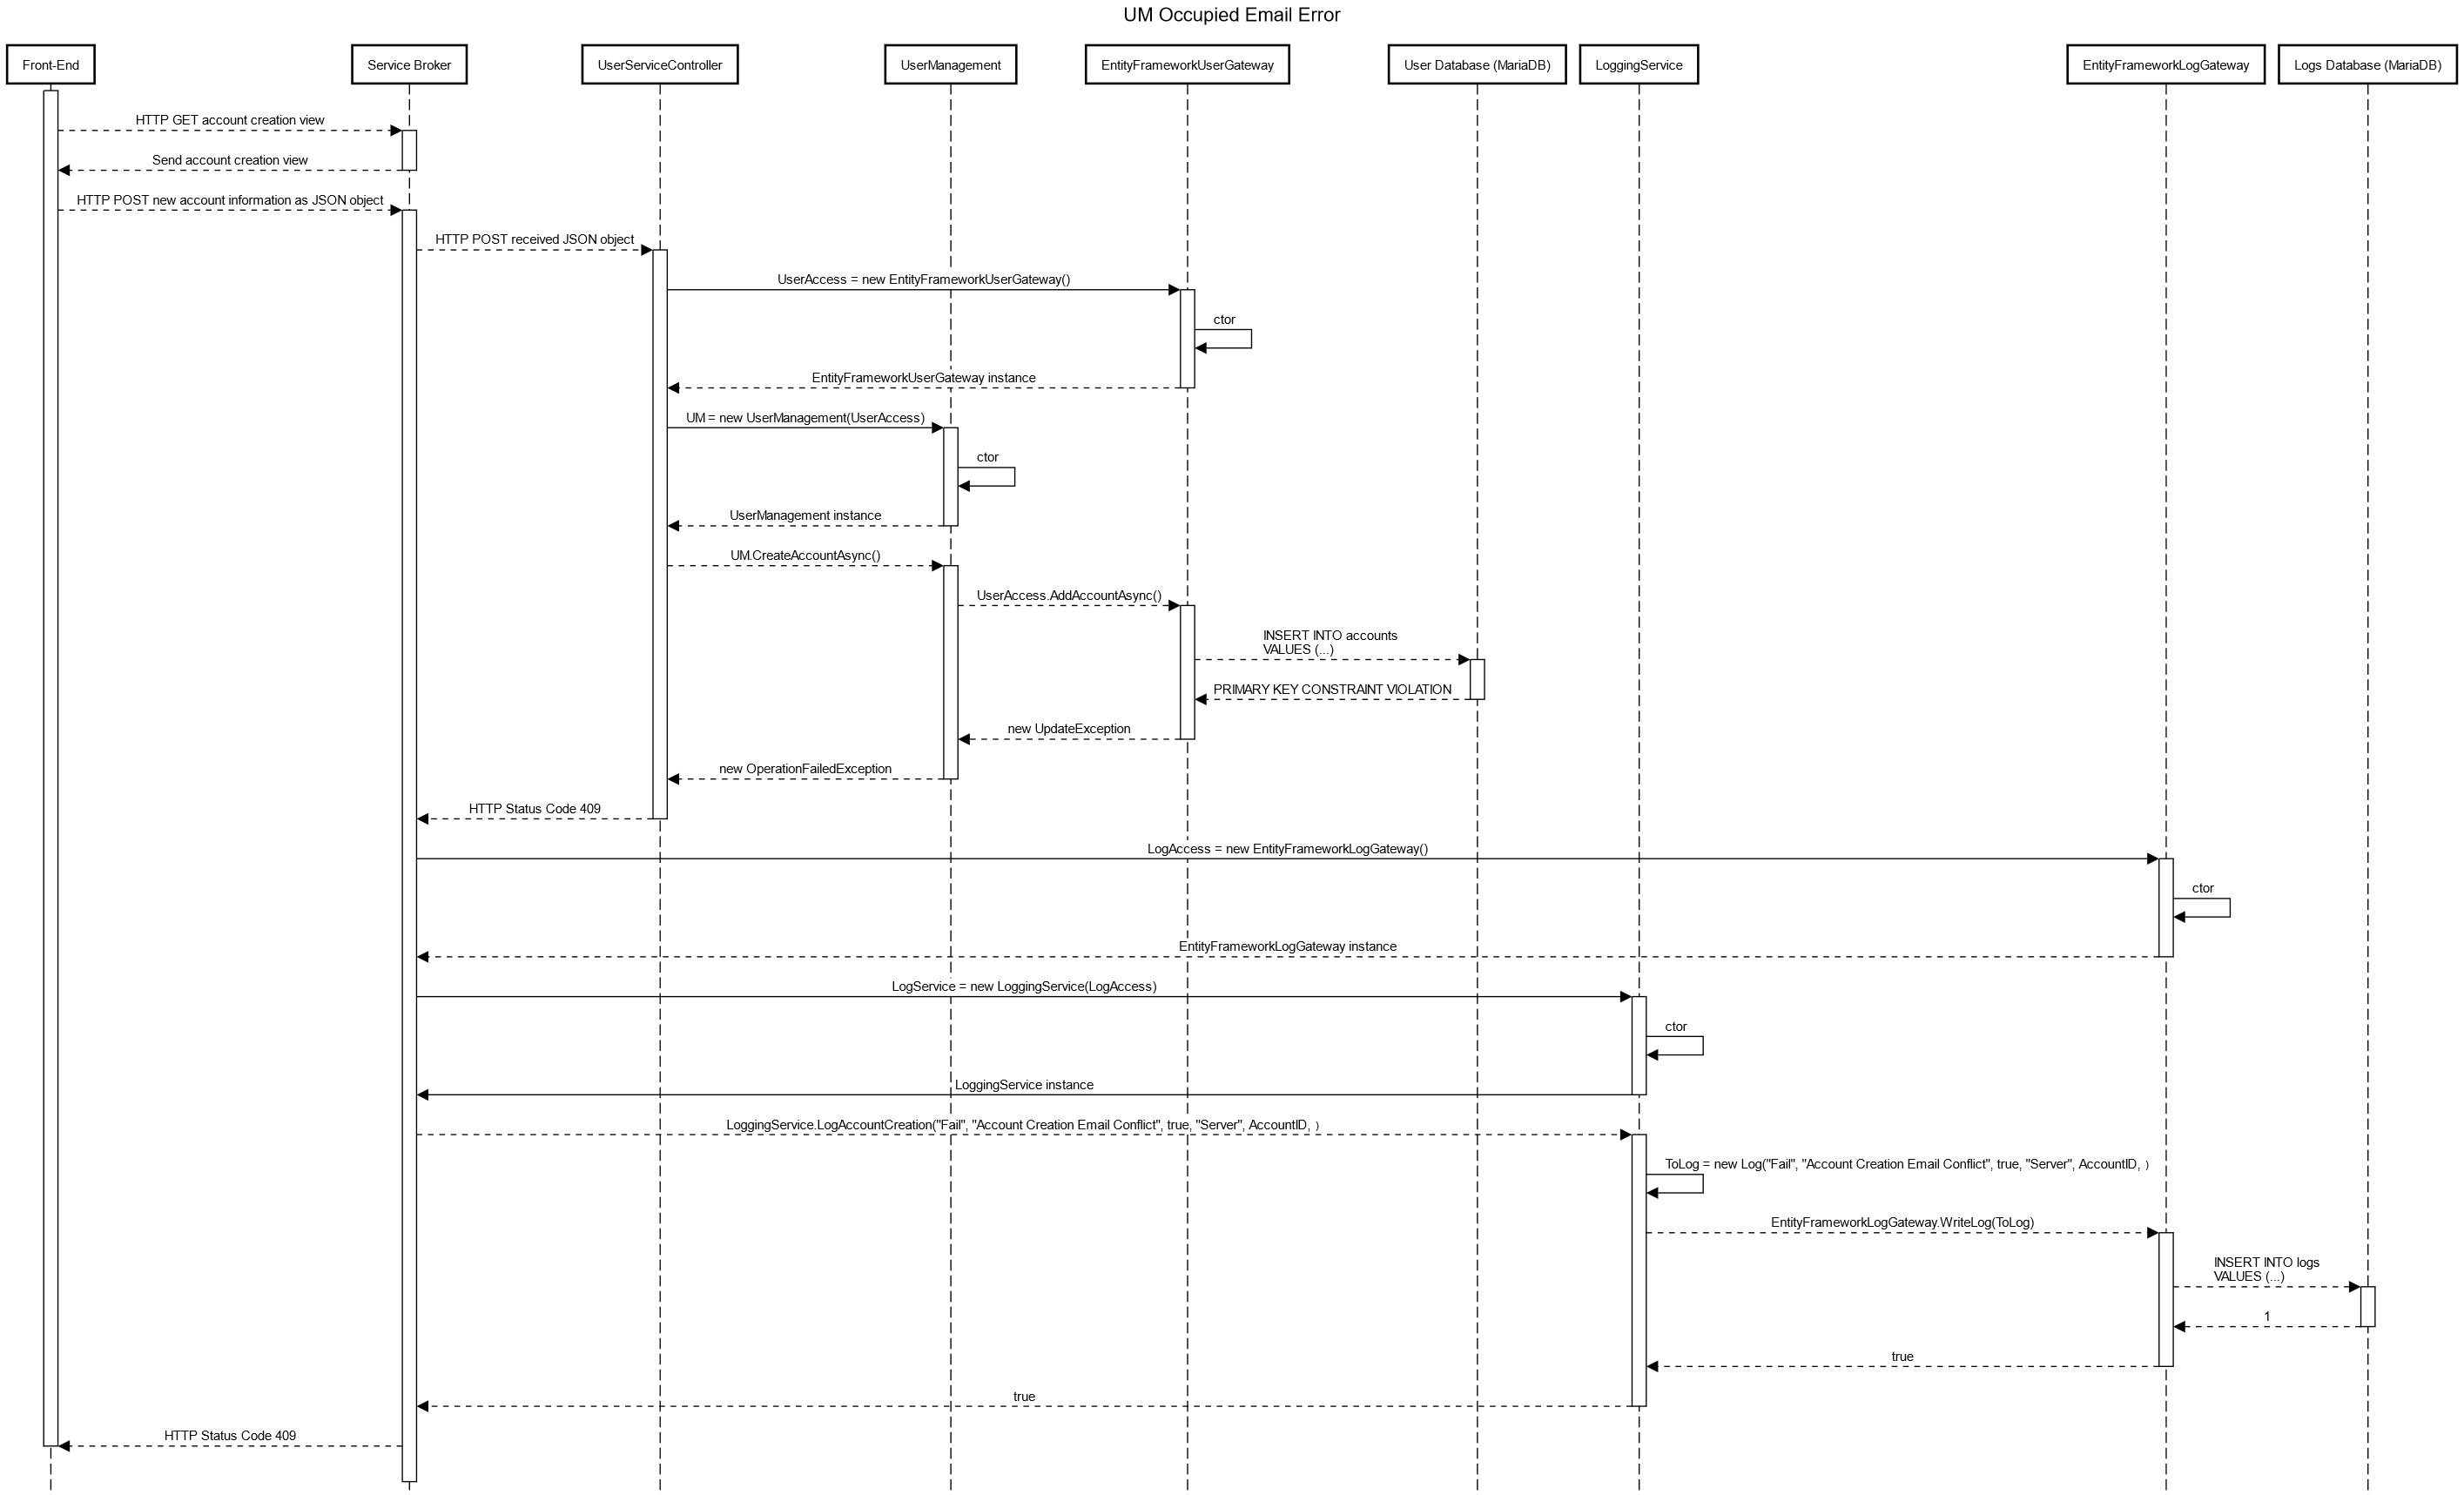 UM Occupied Email Error
Front-End
Service Broker
UserServiceController
UserManagement
EntityFrameworkUserGateway
User Database (MariaDB)
LoggingService
EntityFrameworkLogGateway
Logs Database (MariaDB)
HTTP GET account creation view
Send account creation view
HTTP POST new account information as JSON object
HTTP POST received JSON object
UserAccess = new EntityFrameworkUserGateway()
ctor
EntityFrameworkUserGateway instance
UM = new UserManagement(UserAccess)
ctor
UserManagement instance
UM.CreateAccountAsync()
UserAccess.AddAccountAsync()
INSERT INTO accounts
VALUES (...)
PRIMARY KEY CONSTRAINT VIOLATION
new UpdateException
new OperationFailedException
HTTP Status Code 409
LogAccess = new EntityFrameworkLogGateway()
ctor
EntityFrameworkLogGateway instance
LogService = new LoggingService(LogAccess)
ctor
LoggingService instance
LoggingService.LogAccountCreation("Fail", "Account Creation Email Conflict", true, "Server", AccountID, )
ToLog = new Log("Fail", "Account Creation Email Conflict", true, "Server", AccountID, )
EntityFrameworkLogGateway.WriteLog(ToLog)
INSERT INTO logs
VALUES (...)
1
true
true
HTTP Status Code 409